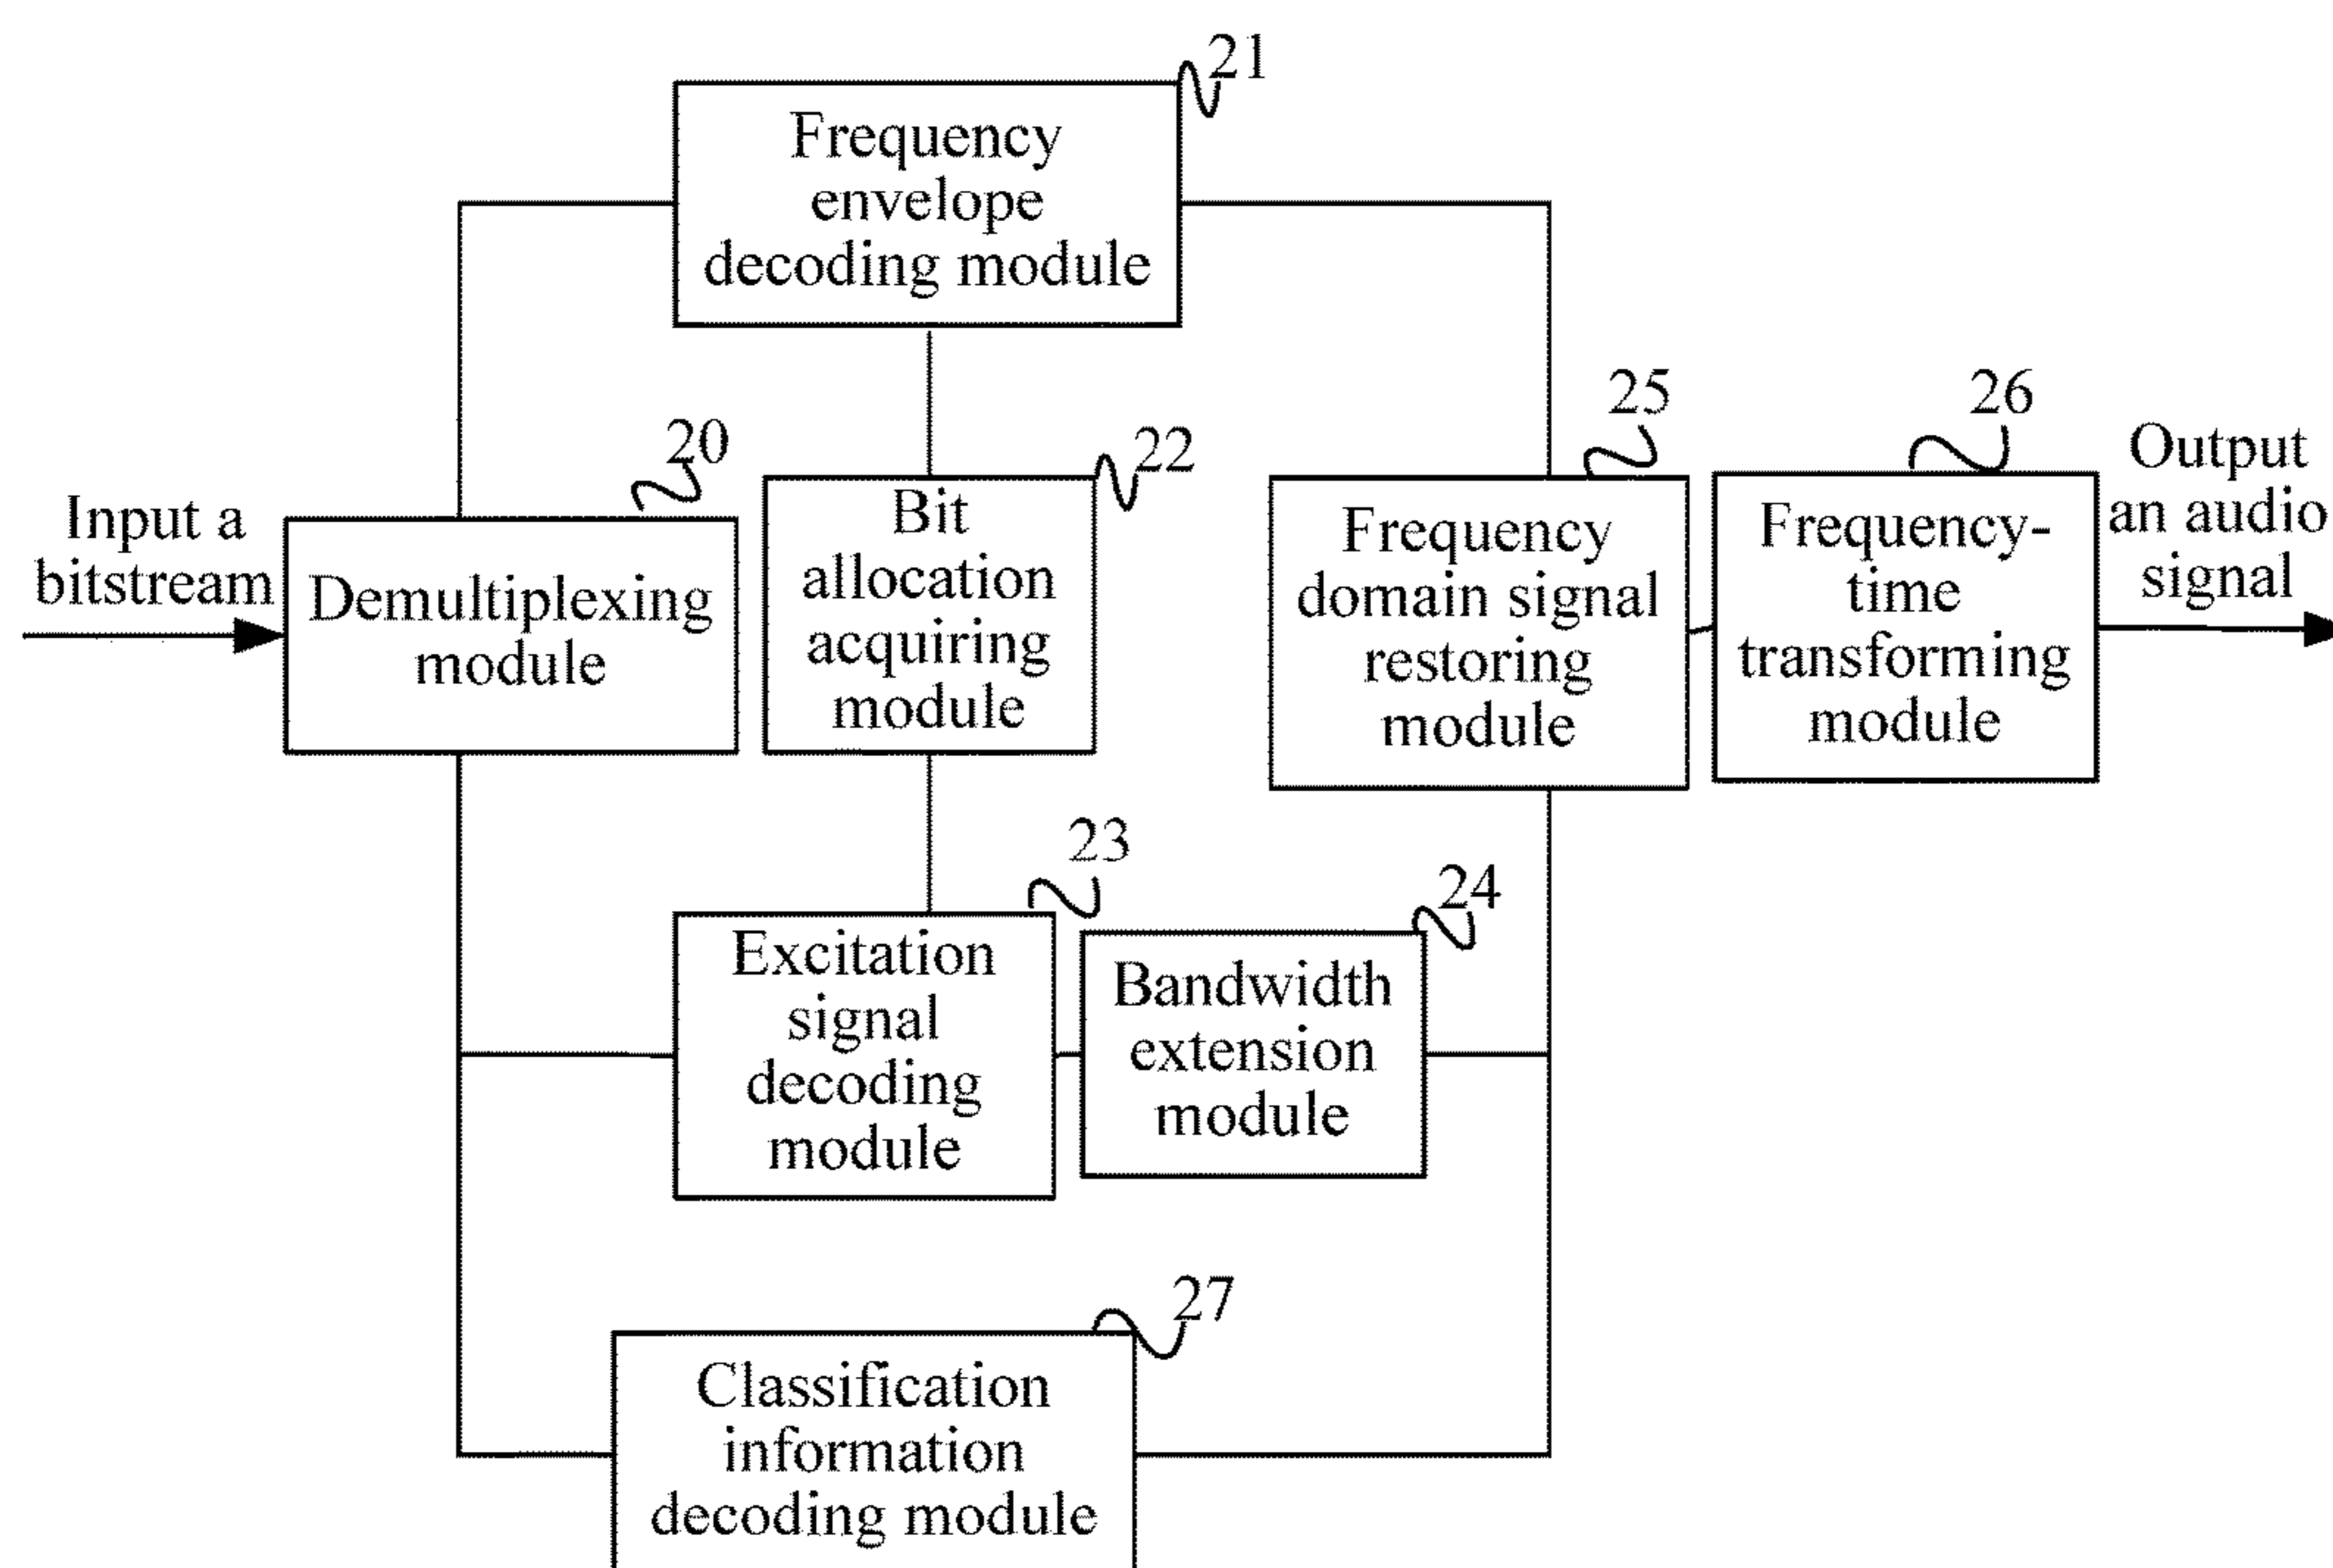 21
Frequency
envelope
decoding module
20
Input a
bitstream
Demultiplexing
module
22
Bit
allocation
acquiring
module
25
Frequency
domain signal
restoring
module
26
Frequency-
time
transforming
module
Output
an audio
signal
23
Excitation
signal
decoding
module
24
Bandwidth
extension
module
27
Classification
information
decoding module